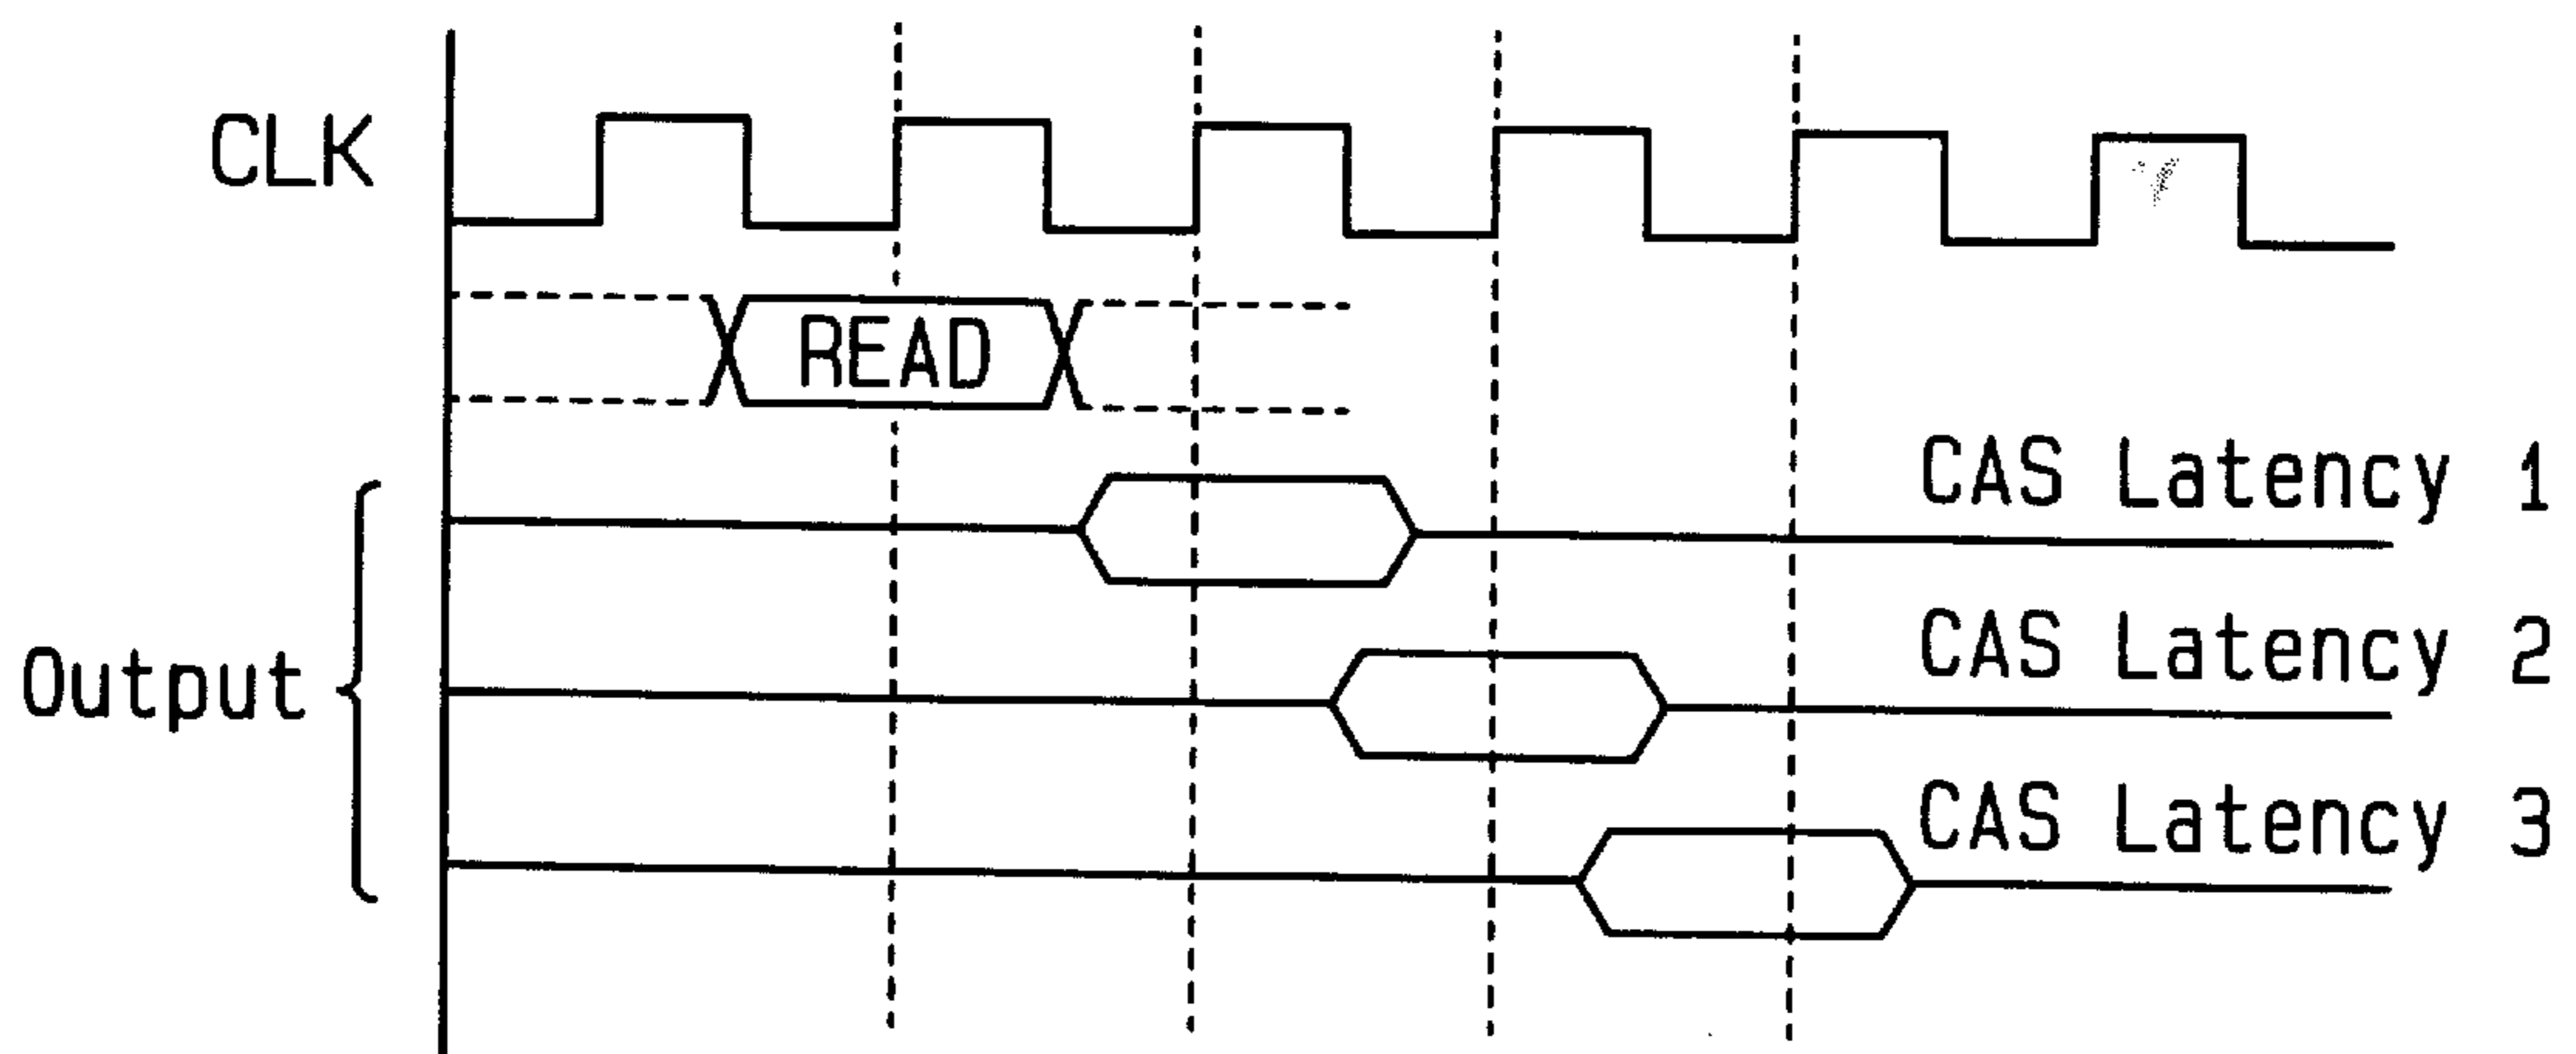 CLK
READ
CAS Latency 1
Output
CAS Latency 2
CAS Latency 3